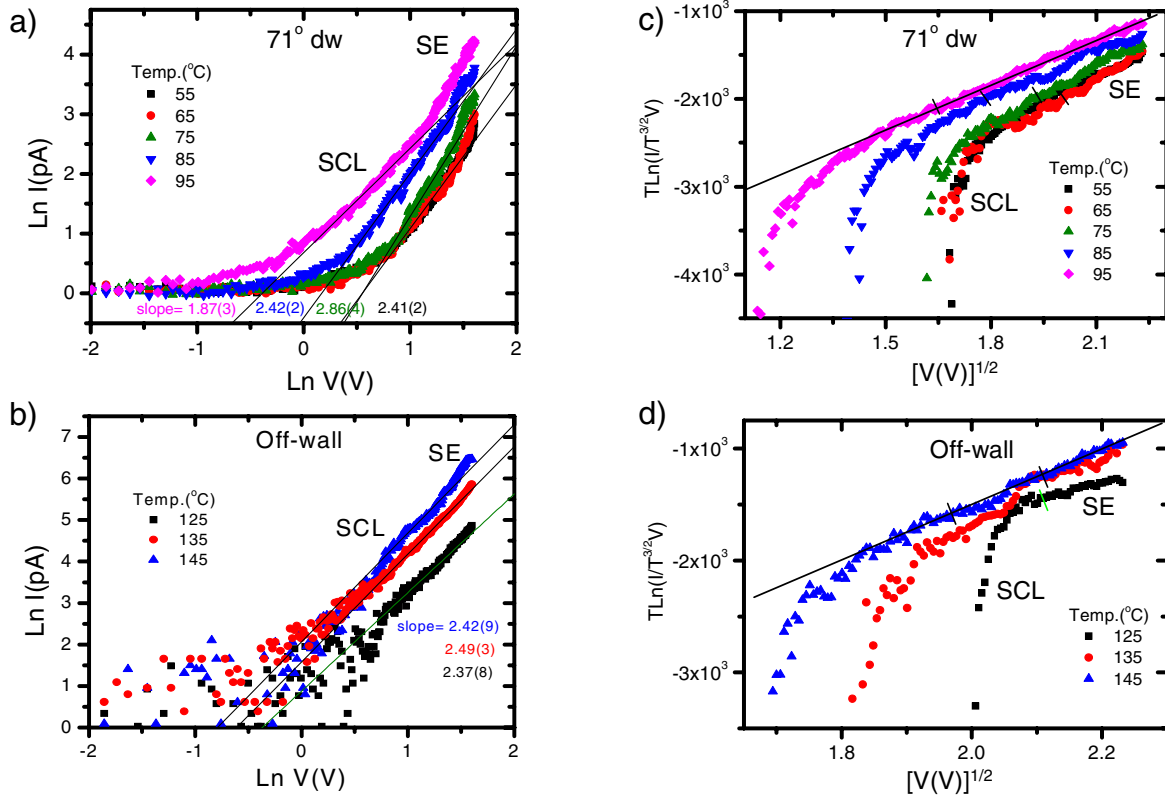 a)
71° dw
SE
Temp.(°C)
55
65
75
85
95
SCL
Ln I(pA)
4
3
2
1
0
slope= 1.87(3) 2.42(2) 2.86(4) 2.41(2)
-2 -1 0 1 2
Ln V(V)
b)
Off-wall
SE
Temp.(°C)
125
135
145
SCL
Ln I(pA)
7
6
5
4
3
2
1
0
slope= 2.42(9)
2.49(3)
2.37(8)
-2 -1 0 1 2
Ln V(V)
c)
71° dw
SE
SCL
Temp.(°C)
55
65
75
85
95
TLn(I/T^3/2V)
-1x10³
-2x10³
-3x10³
-4x10³
1.2 1.5 1.8 2.1
[V(V)]^1/2
d)
Off-wall
SE
SCL
Temp.(°C)
125
135
145
TLn(I/T^-3/2V)
-1x10³
-2x10³
-3x10³
1.8 2.0 2.2
[V(V)]^1/2